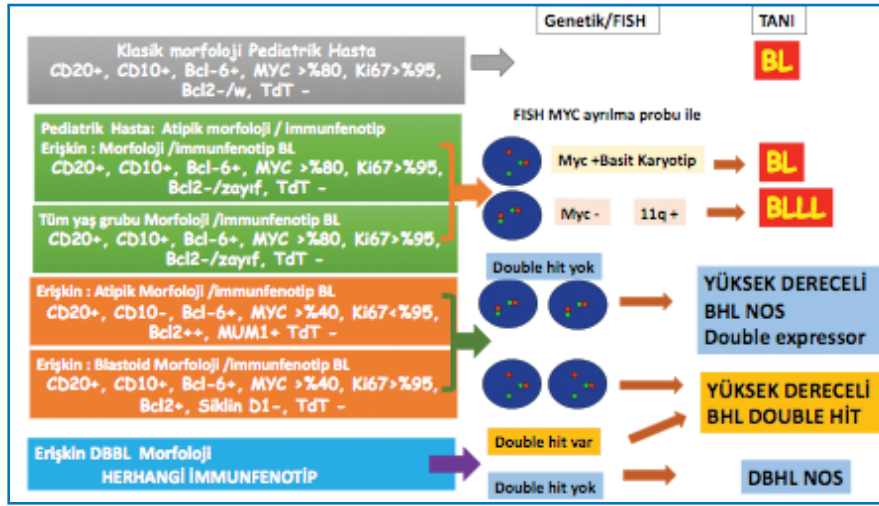 Genetik/FISH
TANI
Klasik morfoloji Pediatrik Hasta
CD20+, CD10+, Bcl-6+, MYC >%80, Ki67>%95,
Bcl2-/w, TdT -
BL
FISH MYC ayrılma probu ile
Pediatrik Hasta: Atipik morfoloji / immunfenotip
Erişkin : Morfoloji /immunfenotip BL
CD20+, CD10+, Bcl-6+, MYC >%80, Ki67>%95,
Bcl2-/zayıf, TdT -
Myc +Basit Karyotip
BL
Tüm yaş grubu Morfoloji /immunfenotip BL
CD20+, CD10+, Bcl-6+, MYC >%80, Ki67>%95,
Bcl2-/zayıf, TdT -
Myc - 11q +
BLLL
Double hit yok
Erişkin : Atipik Morfoloji /immunfenotip BL
CD20+, CD10-, Bcl-6+, MYC >%40, Ki67<%95,
Bcl2++, MUM1+ TdT -
YÜKSEK DERECELİ
BHL NOS
Double expressor
Erişkin : Blastoid Morfoloji /immunfenotip BL
CD20+, CD10+, Bcl-6+, MYC >%40, Ki67>%95,
Bcl2+, Siklin D1-, TdT -
YÜKSEK DERECELİ
BHL DOUBLE HİT
Erişkin DBBL Morfoloji
HERHANGİ İMMUNFENOTİP
Double hit var
Double hit yok
DBHL NOS